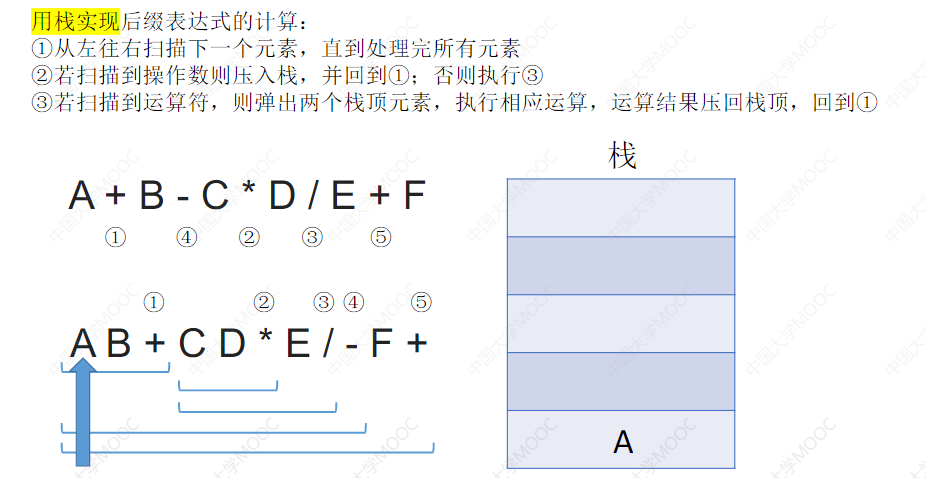 用栈实现后缀表达式的计算：
①从左往右扫描下一个元素，直到处理完所有元素
②若扫描到操作数则压入栈，并回到①；否则执行③
③若扫描到运算符，则弹出两个栈顶元素，执行相应运算，运算结果压回栈顶，回到①
栈
A + B - C * D / E + F
① ④ ② ③ ⑤
① ② ③ ④ ⑤
A B + C D * E / - F +
A
中国大学MOOC